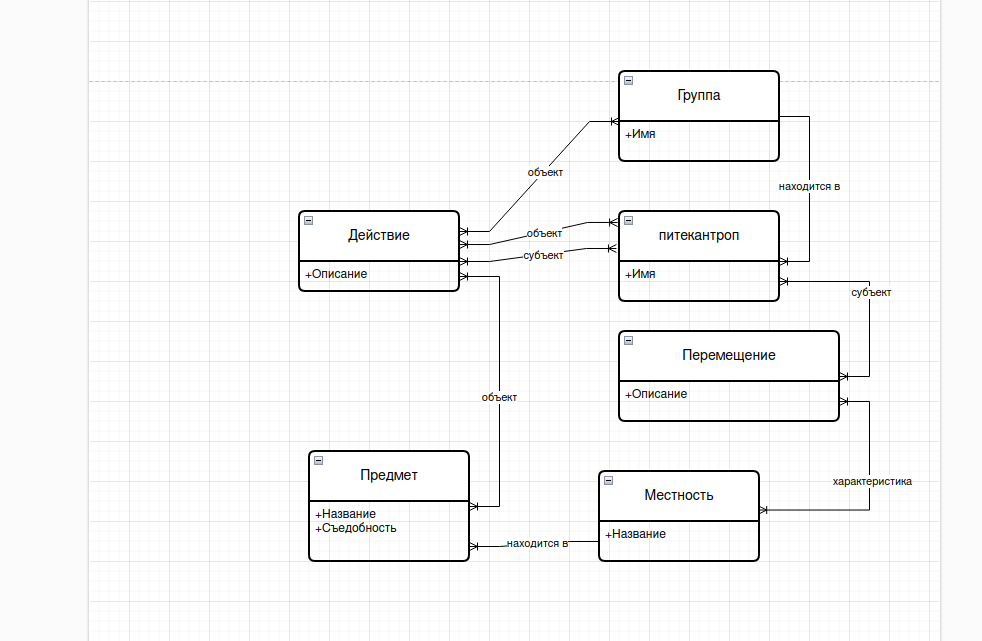 Группа
+Имя
объект
находится в
Действие
+Описание
объект
субъект
питекантроп
+Имя
субъект
Перемещение
+Описание
объект
Предмет
+Название
+Съедобность
находится в
Местность
+Название
характеристика